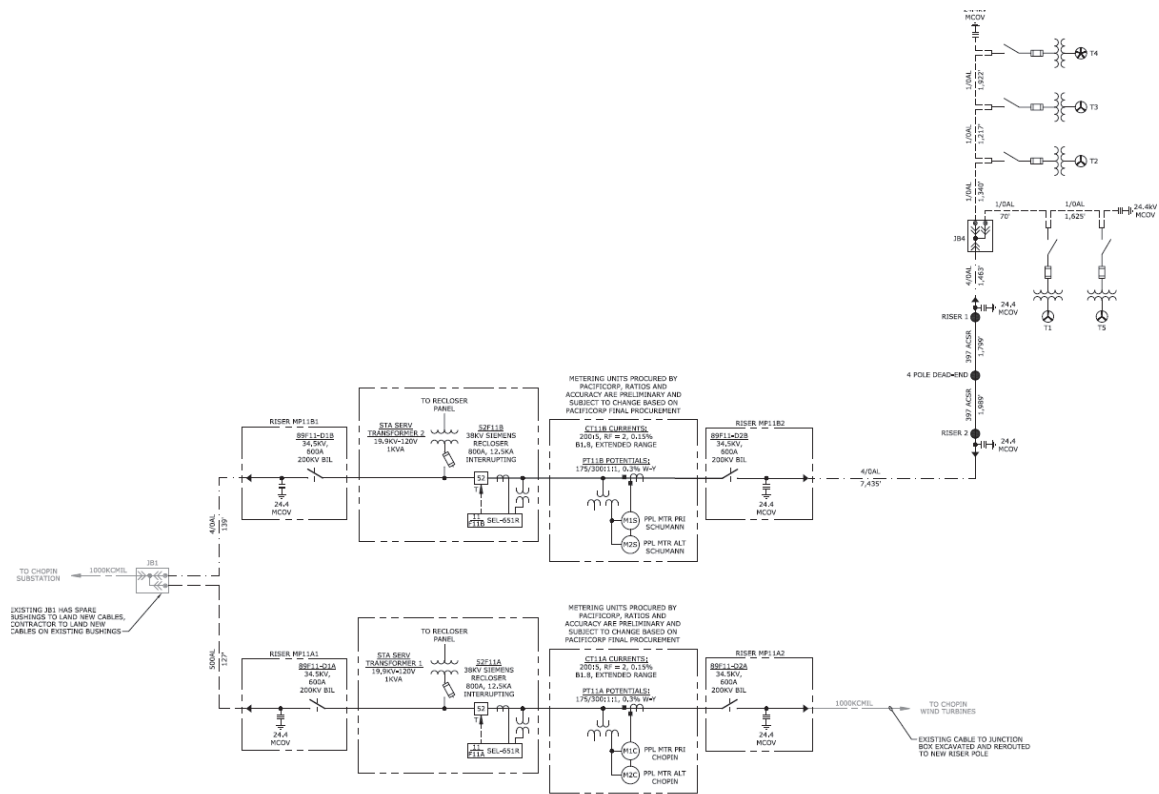 24.4kV
MCOV
T4
1/0AL
1,922'
T3
1/0AL
1,217'
T2
1/0AL
1,340'
1/0AL
70'
1/0AL
1,625'
24.4kV
MCOV
JB4
4/0AL
1,463'
24.4
MCOV
RISER 1
T1
T5
397 ACSR
1,799'
4 POLE DEAD-END
397 ACSR
1,989'
RISER 2
24.4
MCOV
METERING UNITS PROCURED BY
PACIFICORP, RATIOS AND
ACCURACY ARE PRELIMINARY AND
SUBJECT TO CHANGE BASED ON
PACIFICORP FINAL PROCUREMENT
RISER MP11B1
89F11-D1B
34.5KV,
600A
200KV BIL
24.4
MCOV
TO RECLOSER
PANEL
STA SERV
TRANSFORMER 2
19.9KV-120V
1KVA
52F11B
38KV SIEMENS
RECLOSER
800A, 12.5KA
INTERRUPTING
52
T
11
F11B
SEL-651R
CT11B CURRENTS:
200:5, RF = 2, 0.15%
B1.8, EXTENDED RANGE
PT11B POTENTIALS:
175/300:1:1, 0.3% W-Y
M1S
PPL MTR PRI
SCHUMANN
M2S
PPL MTR ALT
SCHUMANN
RISER MP11B2
89F11-D2B
34.5KV,
600A
200KV BIL
24.4
MCOV
4/0AL
7,435'
4/0AL
139'
TO CHOPIN
SUBSTATION
1000KCMIL
JB1
EXISTING JB1 HAS SPARE
BUSHINGS TO LAND NEW CABLES,
CONTRACTOR TO LAND NEW
CABLES ON EXISTING BUSHINGS
500AL
127'
METERING UNITS PROCURED BY
PACIFICORP, RATIOS AND
ACCURACY ARE PRELIMINARY AND
SUBJECT TO CHANGE BASED ON
PACIFICORP FINAL PROCUREMENT
RISER MP11A1
89F11-D1A
34.5KV,
600A
200KV BIL
24.4
MCOV
TO RECLOSER
PANEL
STA SERV
TRANSFORMER 1
19.9KV-120V
1KVA
52F11A
38KV SIEMENS
RECLOSER
800A, 12.5KA
INTERRUPTING
52
T
11
F11A
SEL-651R
CT11A CURRENTS:
200:5, RF = 2, 0.15%
B1.8, EXTENDED RANGE
PT11A POTENTIALS:
175/300:1:1, 0.3% W-Y
M1C
PPL MTR PRI
CHOPIN
M2C
PPL MTR ALT
CHOPIN
RISER MP11A2
89F11-D2A
34.5KV,
600A
200KV BIL
24.4
MCOV
1000KCMIL
TO CHOPIN
WIND TURBINES
EXISTING CABLE TO JUNCTION
BOX EXCAVATED AND REROUTED
TO NEW RISER POLE